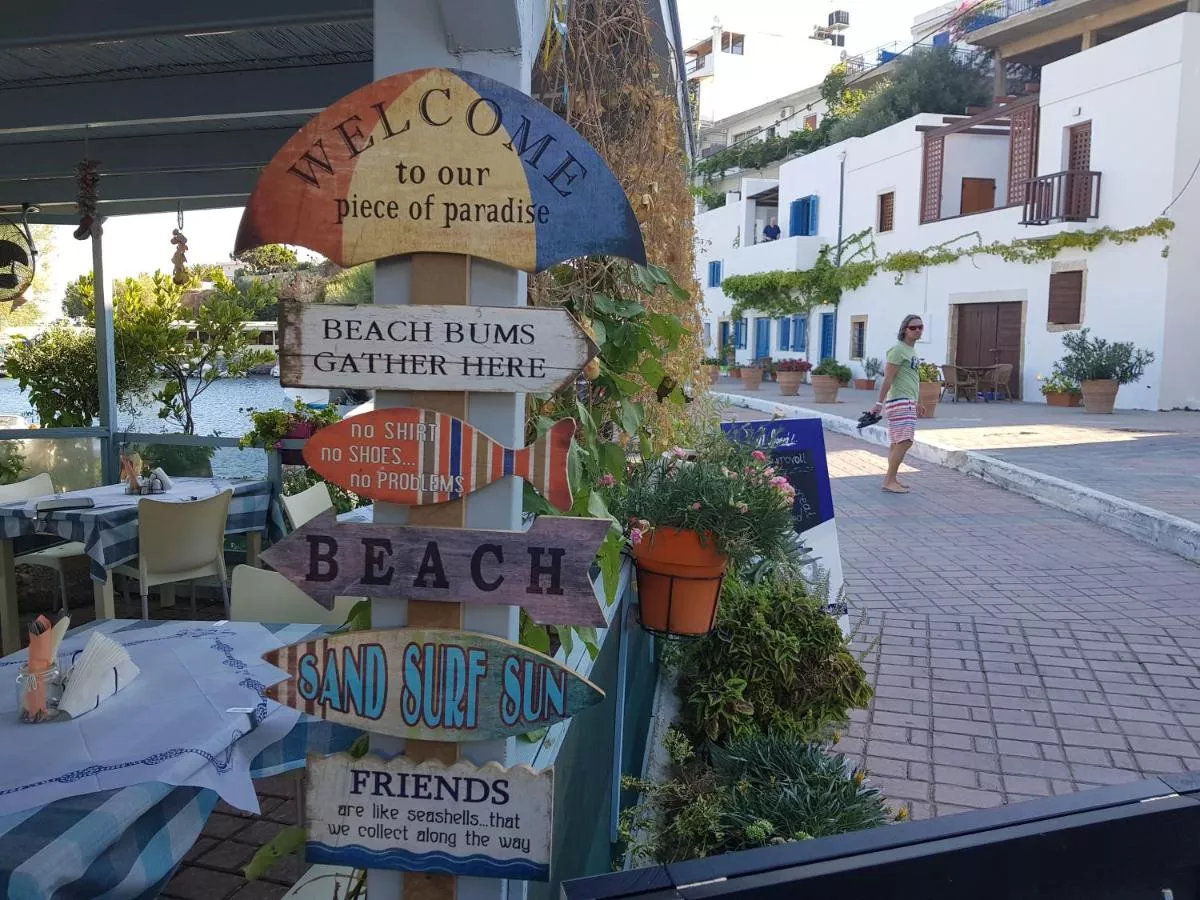 WELCOME
to our
piece of paradise
BEACH BUMS
GATHER HERE
no SHIRT
no SHOES...
no PROBLEMS
BEACH
SAND SURF SUN
FRIENDS
are like seashells...that
we collect along the way